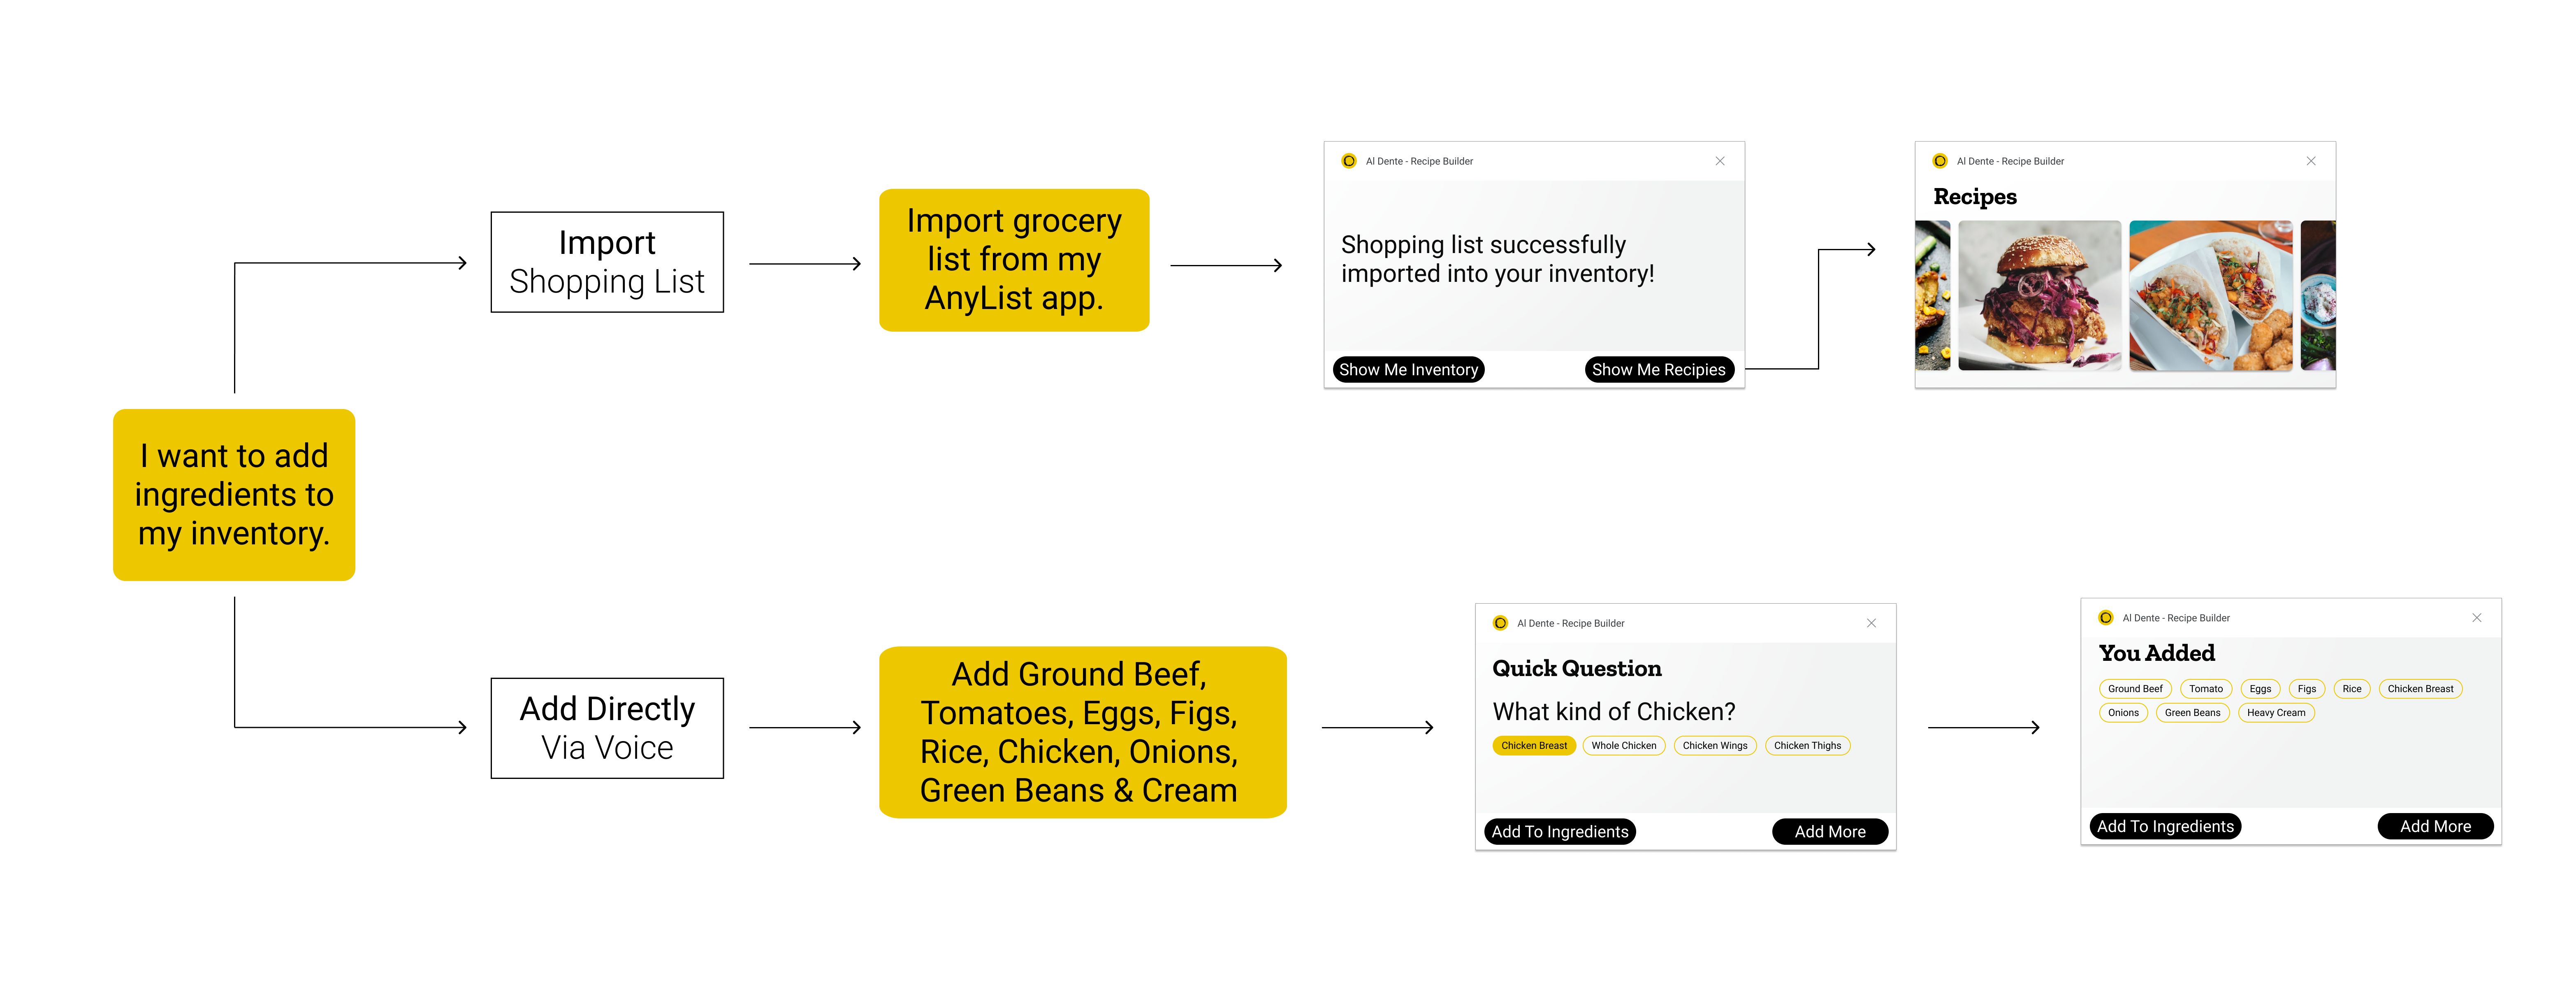 I want to add
ingredients to
my inventory.
Import
Shopping List
Import grocery
list from my
AnyList app.
Al Dente - Recipe Builder
Shopping list successfully
imported into your inventory!
Show Me Inventory
Show Me Recipies
Al Dente - Recipe Builder
Recipes
Add Directly
Via Voice
Add Ground Beef,
Tomatoes, Eggs, Figs,
Rice, Chicken, Onions,
Green Beans & Cream
Al Dente - Recipe Builder
Quick Question
What kind of Chicken?
Chicken Breast Whole Chicken Chicken Wings Chicken Thighs
Add To Ingredients
Add More
Al Dente - Recipe Builder
You Added
Ground Beef Tomato Eggs Figs Rice Chicken Breast
Onions Green Beans Heavy Cream
Add To Ingredients
Add More